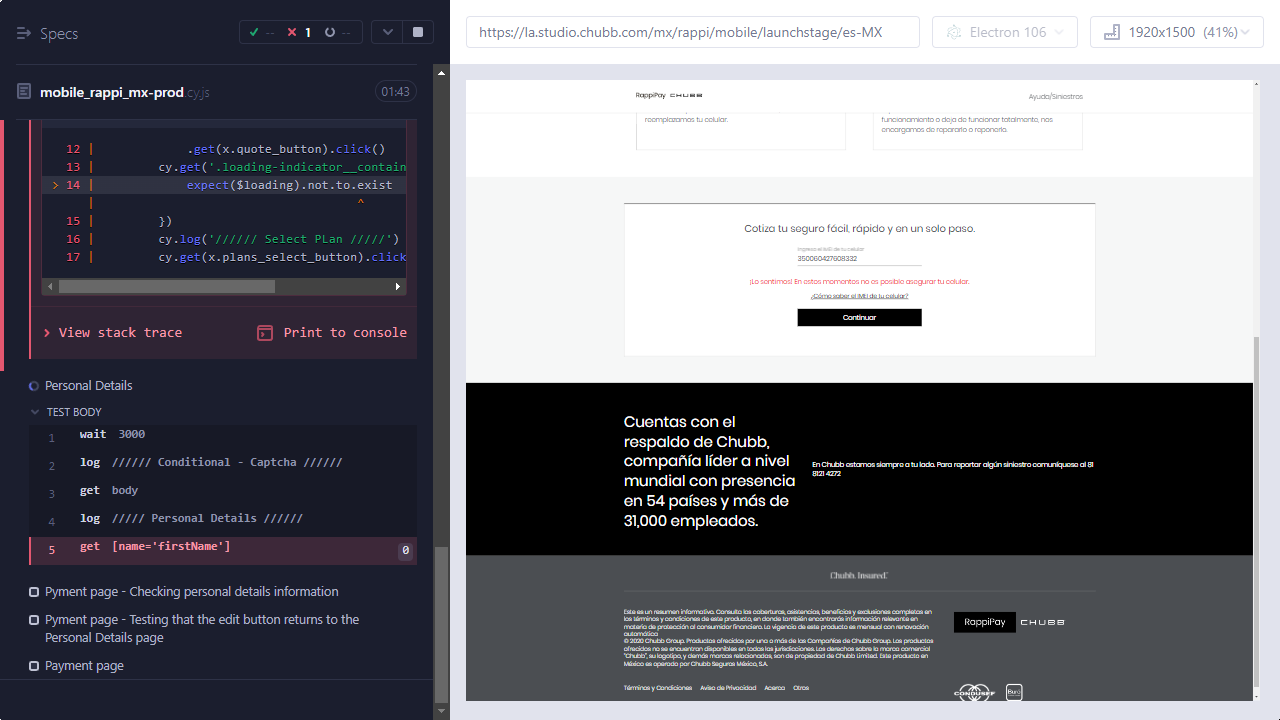 Specs
--
1
--
mobile_rappi_mx-prod.cy.js
01:43
12 | .get(x.quote_button).click()
13 | cy.get('.loading-indicator__contain
> 14 | expect($loading).not.to.exist
| ^
15 | })
16 | cy.log('////// Select PLan /////')
17 | cy.get(x.plans_select_button).click
View stack trace
Print to console
Personal Details
TEST BODY
1 wait 3000
2 log ////// Conditional - Captcha //////
3 get body
4 log ///// Personal Details //////
5 get [name='firstName'] 0
Pyment page - Checking personal details information
Pyment page - Testing that the edit button returns to the
Personal Details page
Payment page
https://la.studio.chubb.com/mx/rappi/mobile/launchstage/es-MX
Electron 106
1920x1500 (41%)
RappiPay CHUBB
Ayuda/Siniestros
reemplazamos tu celular.
funcionamiento o deja de funcionar totalmente, nos
encargamos de repararlo o reponerlo.
Cotiza tu seguro fácil, rápido y en un solo paso.
Ingresa el IMEI de tu celular
350060427608332
¡Lo sentimos! En estos momentos no es posible asegurar tu celular.
¿Cómo saber el IMEI de tu celular?
Continuar
Cuentas con el
respaldo de Chubb,
compañía líder a nivel
mundial con presencia
en 54 países y más de
31,000 empleados.
En Chubb estamos siempre a tu lado. Para reportar algún siniestro comuníquese al 81
8121 4272
Chubb. Insured.
Este es un resumen informativo. Consulta las coberturas, asistencias, beneficios y exclusiones completas en
los términos y condiciones de este producto, en donde también encontrarás información relevante en
materia de protección al consumidor financiero. La vigencia de este producto es mensual con renovación
automática
© 2020 Chubb Group. Productos ofrecidos por una o más de las Compañías de Chubb Group. Los productos
ofrecidos no se encuentran disponibles en todas las jurisdicciones. Los derechos sobre la marca comercial
"Chubb", su logotipo, y demás marcas relacionadas, son de propiedad de Chubb Limited. Este producto en
México es operado por Chubb Seguros México, S.A.
RappiPay CHUBB
Términos y Condiciones Aviso de Privacidad Acerca Otros
CONDUSEF
Buró